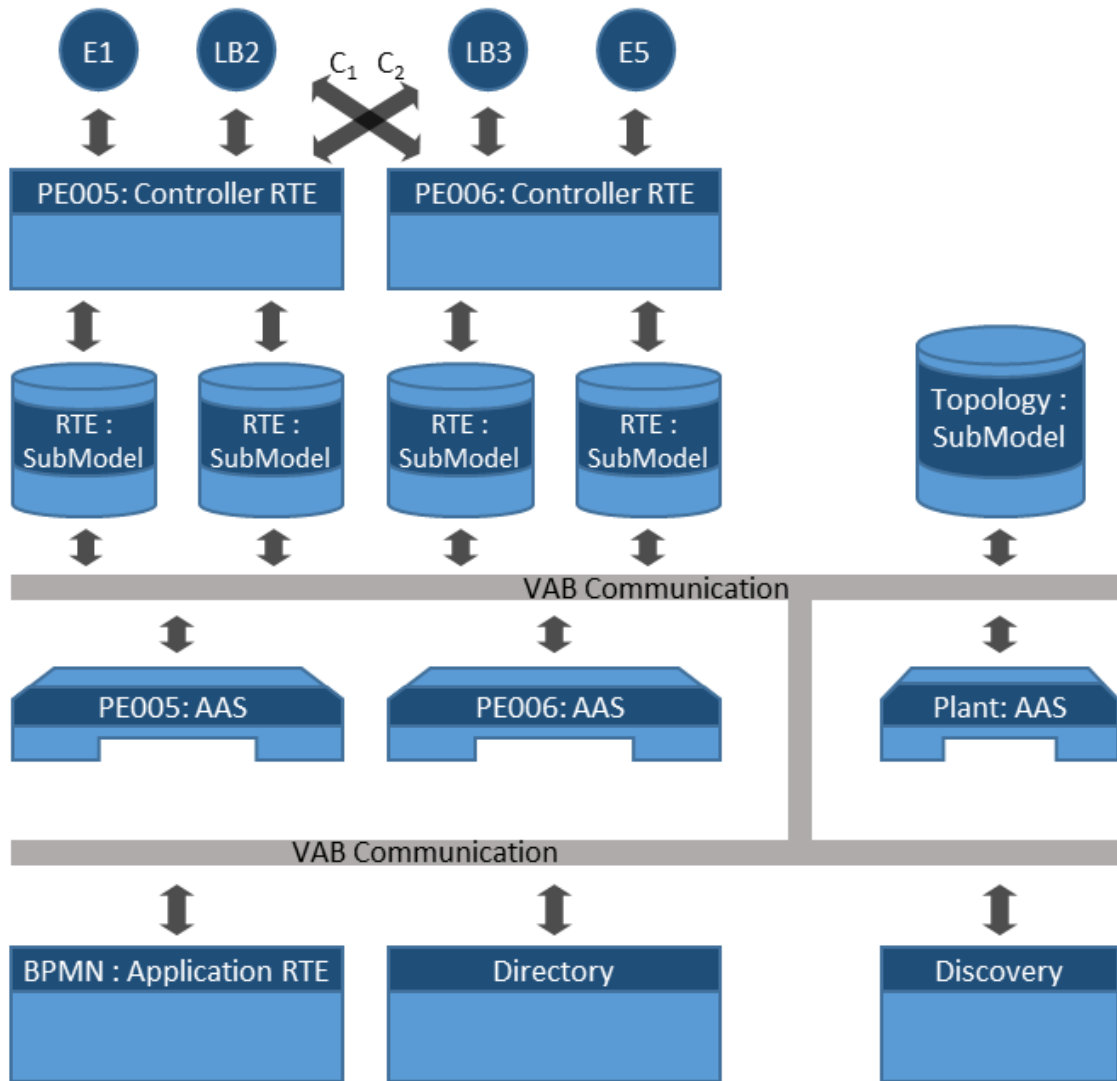 E1
LB2
C1
C2
LB3
E5
PE005: Controller RTE
PE006: Controller RTE
RTE :
SubModel
RTE :
SubModel
RTE :
SubModel
RTE :
SubModel
Topology :
SubModel
VAB Communication
PE005: AAS
PE006: AAS
Plant: AAS
VAB Communication
BPMN : Application RTE
Directory
Discovery